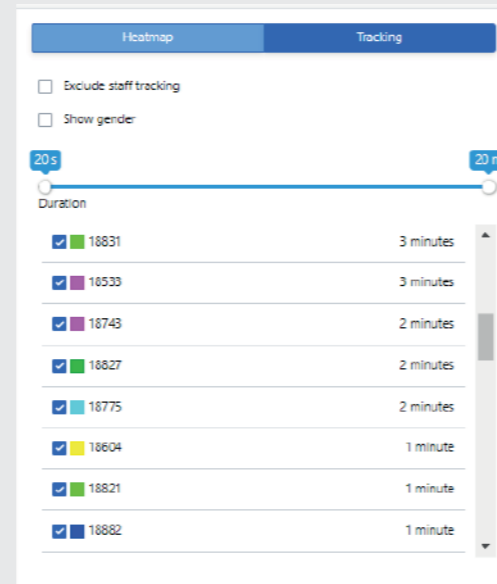 Heatmap Tracking
Exclude staff tracking
Show gender
20 s 20 m
Duration
18831 3 minutes
18533 3 minutes
18743 2 minutes
18827 2 minutes
18775 2 minutes
18604 1 minute
18821 1 minute
18882 1 minute